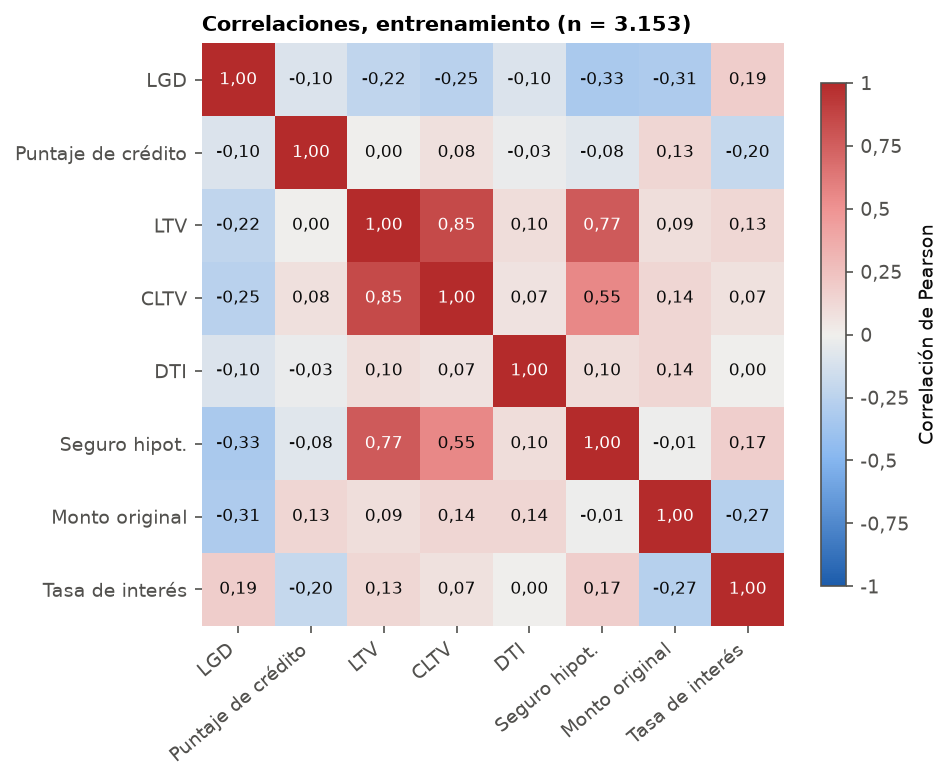 Correlaciones, entrenamiento (n = 3.153)
LGD 1,00 -0,10 -0,22 -0,25 -0,10 -0,33 -0,31 0,19
Puntaje de crédito -0,10 1,00 0,00 0,08 -0,03 -0,08 0,13 -0,20
LTV -0,22 0,00 1,00 0,85 0,10 0,77 0,09 0,13
CLTV -0,25 0,08 0,85 1,00 0,07 0,55 0,14 0,07
DTI -0,10 -0,03 0,10 0,07 1,00 0,10 0,14 0,00
Seguro hipot. -0,33 -0,08 0,77 0,55 0,10 1,00 -0,01 0,17
Monto original -0,31 0,13 0,09 0,14 0,14 -0,01 1,00 -0,27
Tasa de interés 0,19 -0,20 0,13 0,07 0,00 0,17 -0,27 1,00
LGD
Puntaje de crédito
LTV
CLTV
DTI
Seguro hipot.
Monto original
Tasa de interés
1
0,75
0,5
0,25
0
-0,25
-0,5
-0,75
-1
Correlación de Pearson